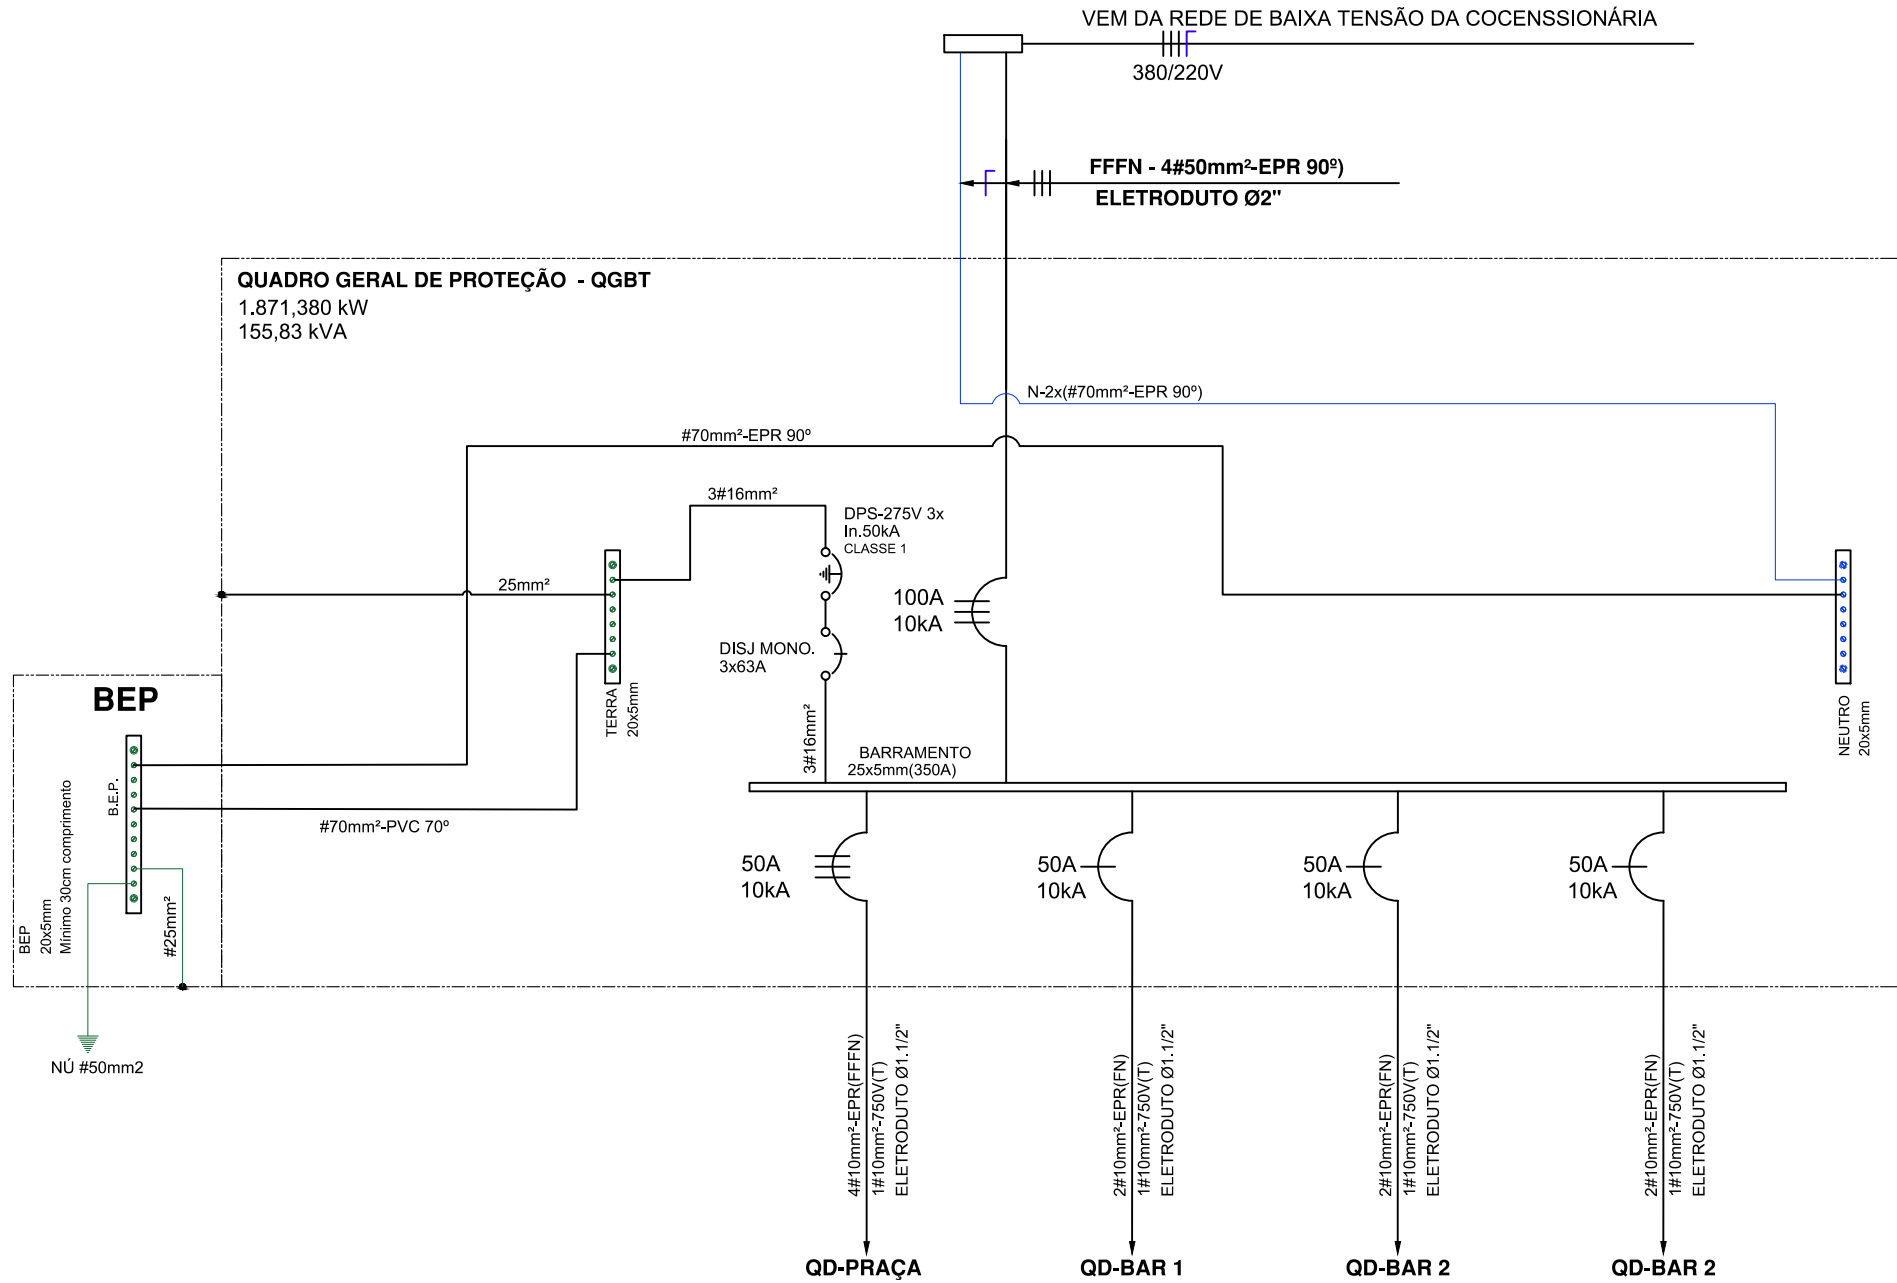 VEM DA REDE DE BAIXA TENSÃO DA COCENSSIONÁRIA
380/220V
FFFN - 4#50mm²-EPR 90º)
ELETRODUTO Ø2"
QUADRO GERAL DE PROTEÇÃO - QGBT
1.871,380 kW
155,83 kVA
N-2x(#70mm²-EPR 90º)
#70mm²-EPR 90º
3#16mm²
DPS-275V 3x
In.50kA
CLASSE 1
25mm²
100A
10kA
DISJ MONO.
3x63A
TERRA
20x5mm
NEUTRO
20x5mm
3#16mm²
BARRAMENTO
25x5mm(350A)
BEP
B.E.P.
BEP
20x5mm
Mínimo 30cm comprimento
#25mm²
#70mm²-PVC 70º
NÚ #50mm2
50A
10kA
50A
10kA
50A
10kA
50A
10kA
4#10mm²-EPR(FFFN)
1#10mm²-750V(T)
ELETRODUTO Ø1.1/2"
2#10mm²-EPR(FN)
1#10mm²-750V(T)
ELETRODUTO Ø1.1/2"
2#10mm²-EPR(FN)
1#10mm²-750V(T)
ELETRODUTO Ø1.1/2"
2#10mm²-EPR(FN)
1#10mm²-750V(T)
ELETRODUTO Ø1.1/2"
QD-PRAÇA
QD-BAR 1
QD-BAR 2
QD-BAR 2